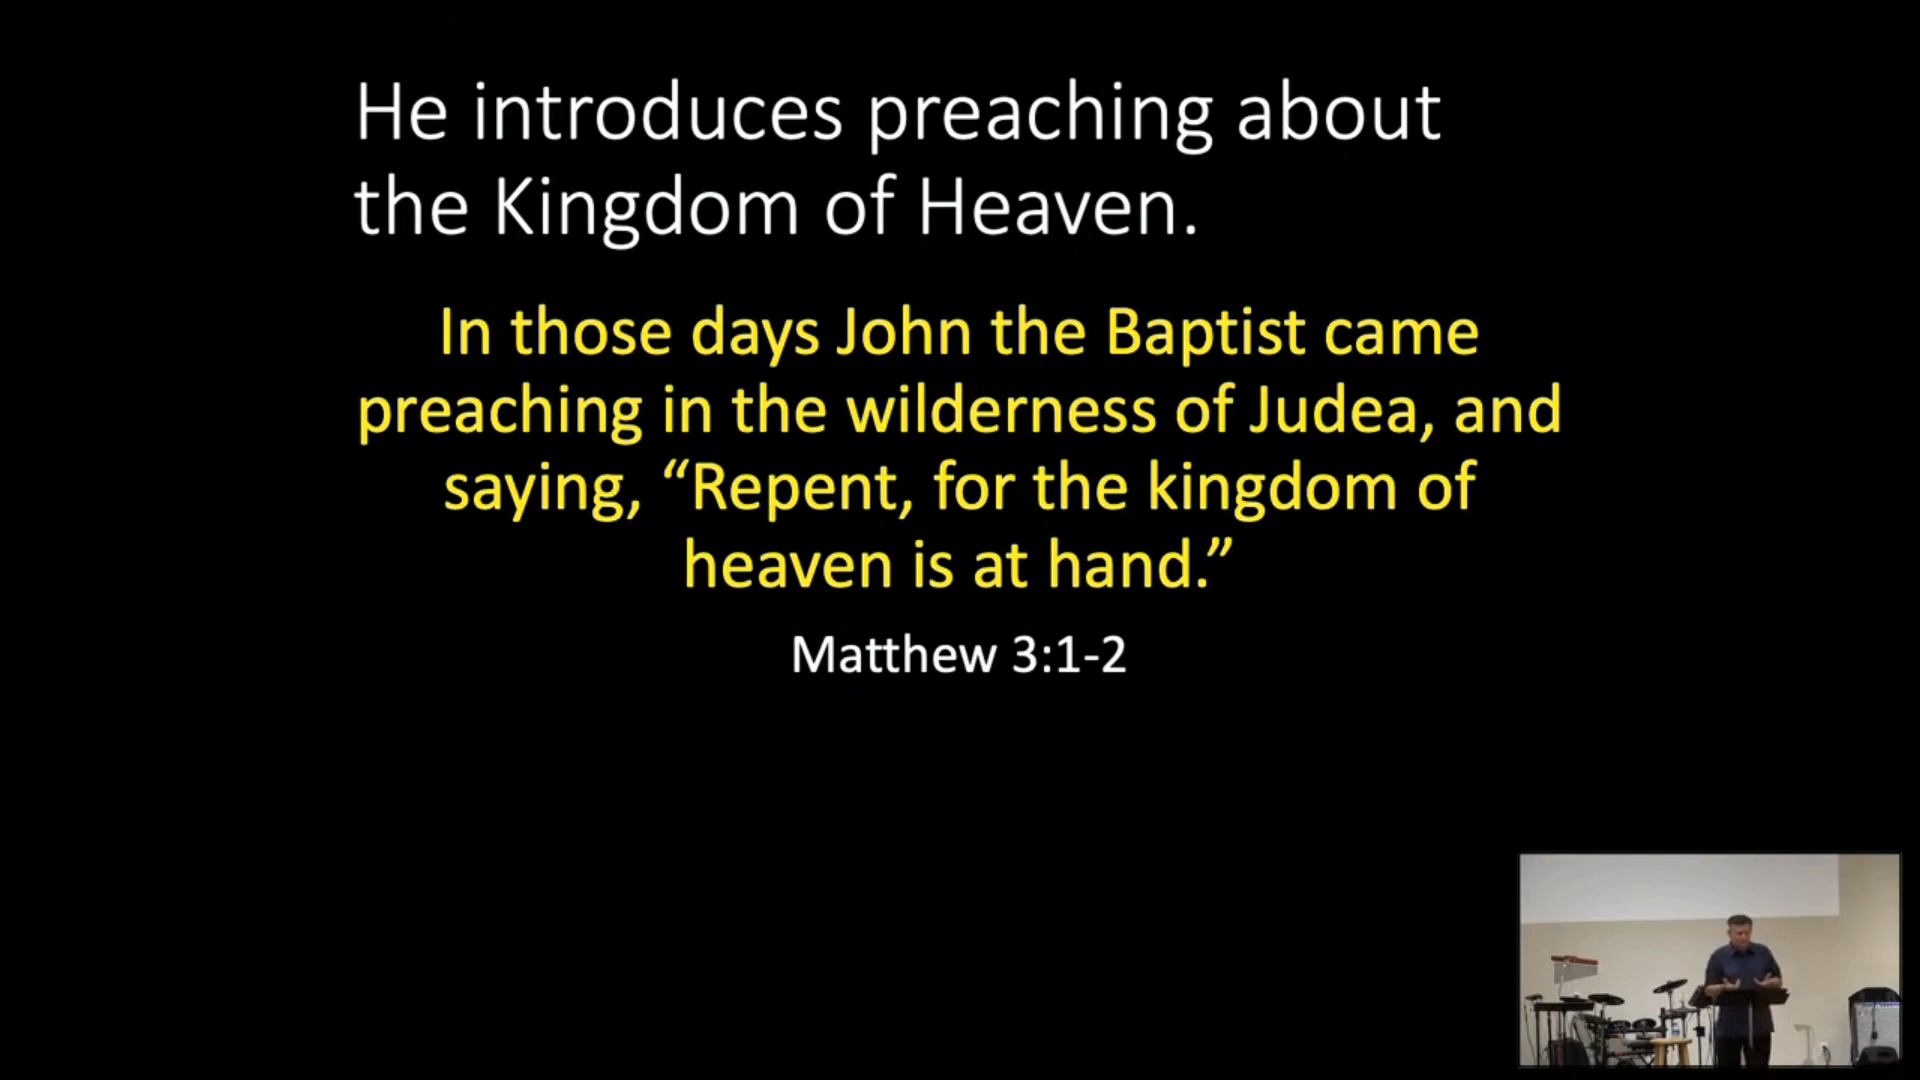 He introduces preaching about
the Kingdom of Heaven.
In those days John the Baptist came
preaching in the wilderness of Judea, and
saying, “Repent, for the kingdom of
heaven is at hand.”
Matthew 3:1-2